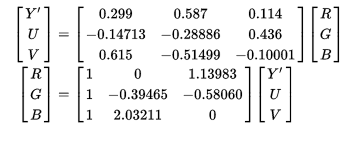 [Y′ U V] = [0.299 0.587 0.114; −0.14713 −0.28886 0.436; 0.615 −0.51499 −0.10001] [R G B]
[R G B] = [1 0 1.13983; 1 −0.39465 −0.58060; 1 2.03211 0] [Y′ U V]